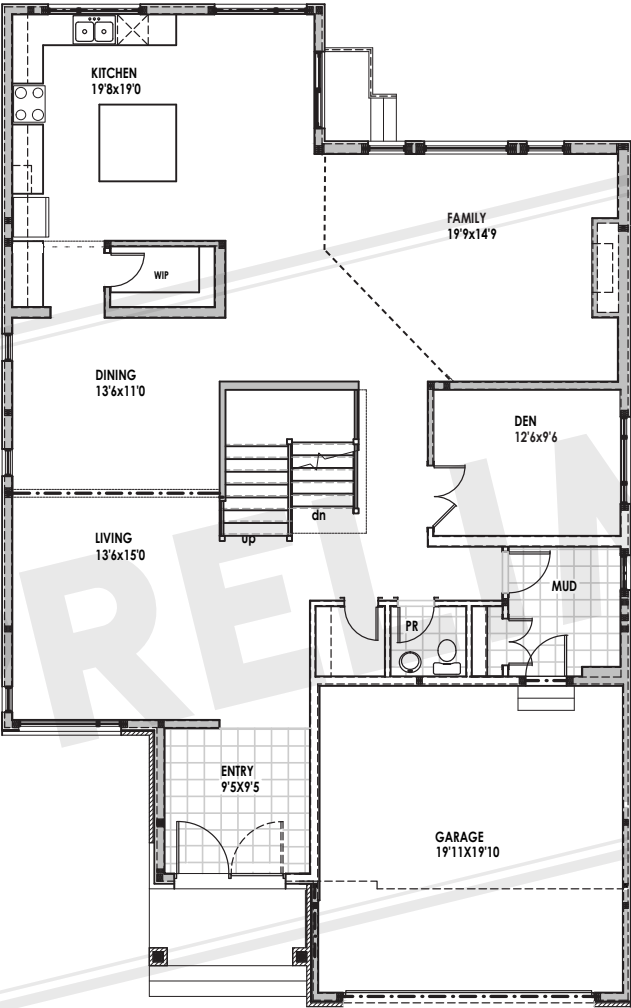 KITCHEN
19'8x19'0
FAMILY
19'9x14'9
WIP
DINING
13'6x11'0
DEN
12'6x9'6
up
dn
LIVING
13'6x15'0
MUD
PR
ENTRY
9'5X9'5
GARAGE
19'11X19'10